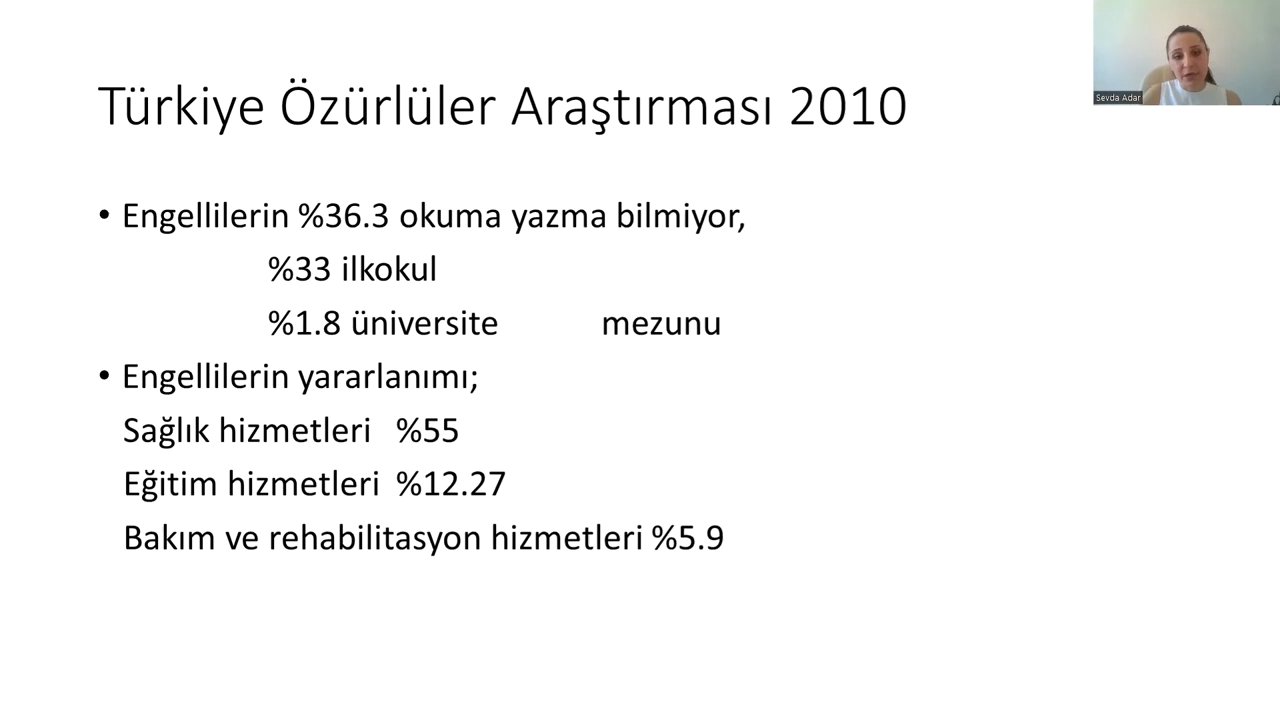 Türkiye Özürlüler Araştırması 2010
Sevda Adar
• Engellilerin %36.3 okuma yazma bilmiyor,
%33 ilkokul
%1.8 üniversite mezunu
• Engellilerin yararlanımı;
Sağlık hizmetleri %55
Eğitim hizmetleri %12.27
Bakım ve rehabilitasyon hizmetleri %5.9